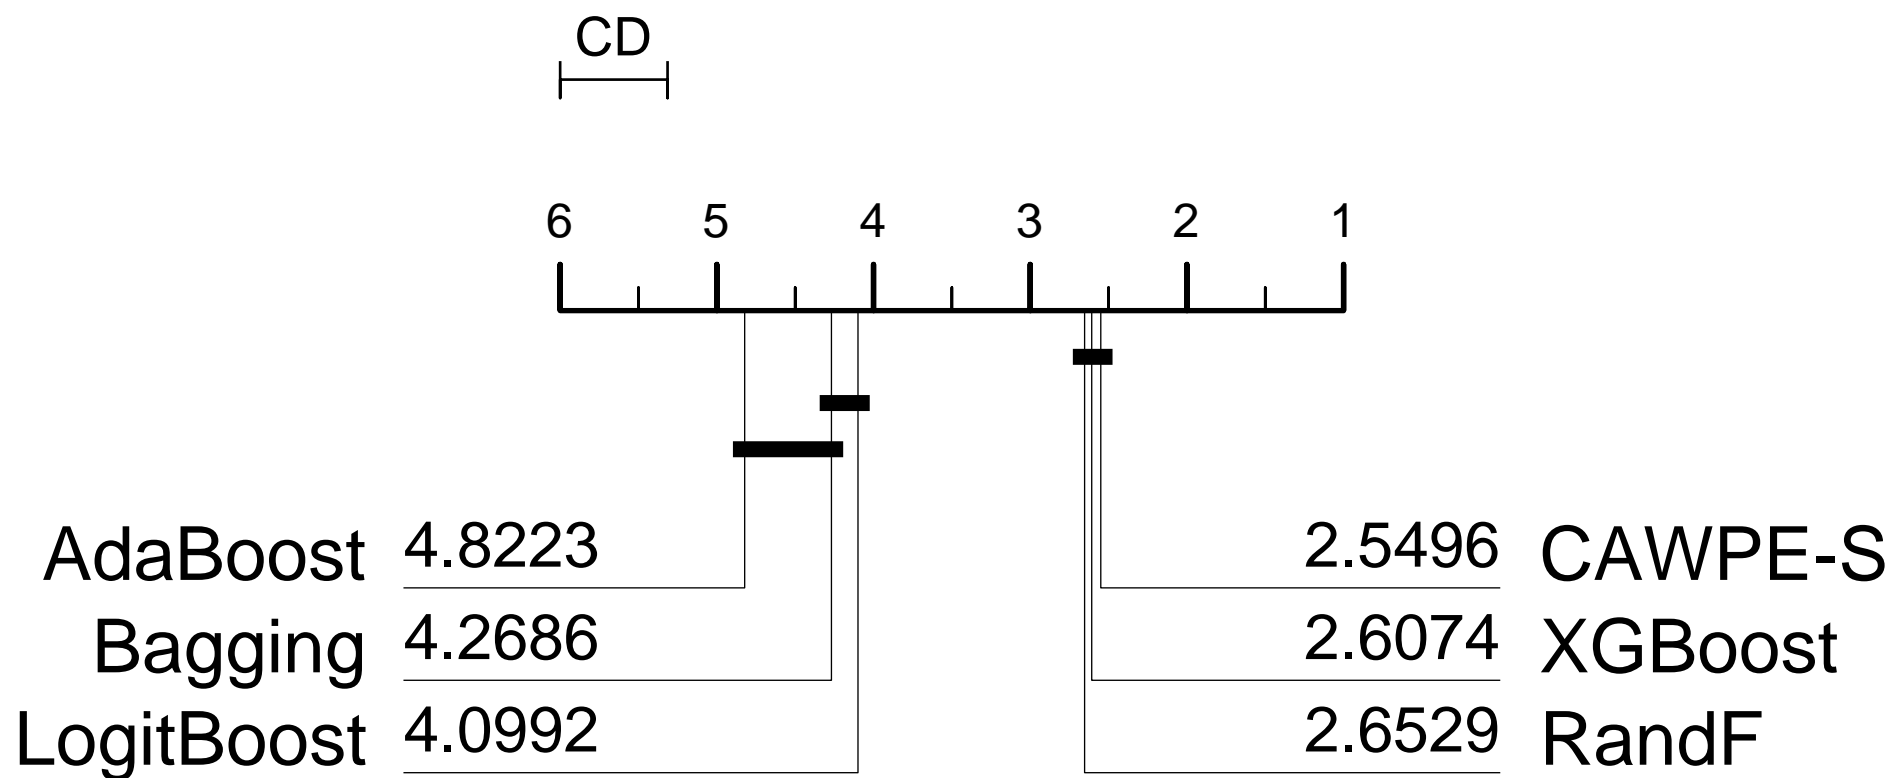 CD
6 5 4 3 2 1
AdaBoost 4.8223 2.5496 CAWPE-S
Bagging 4.2686 2.6074 XGBoost
LogitBoost 4.0992 2.6529 RandF